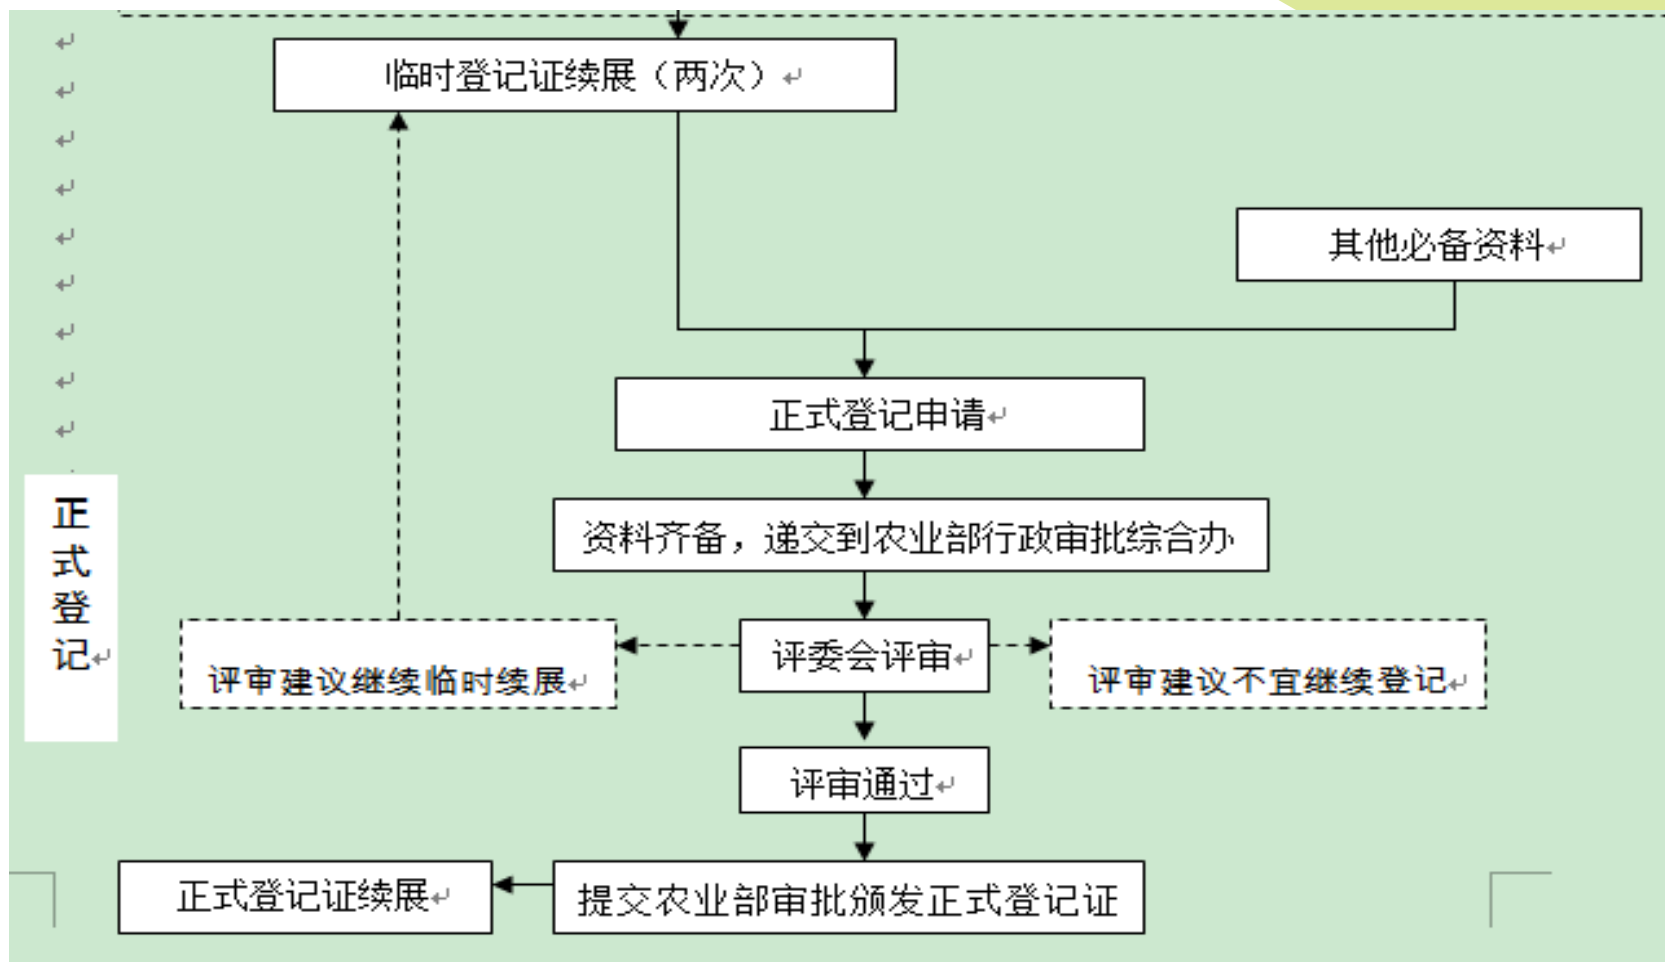 临时登记证续展（两次）
其他必备资料
正式登记申请
资料齐备，递交到农业部行政审批综合办
正
式
登
记
评审建议继续临时续展
评委会评审
评审建议不宜继续登记
评审通过
正式登记证续展
提交农业部审批颁发正式登记证